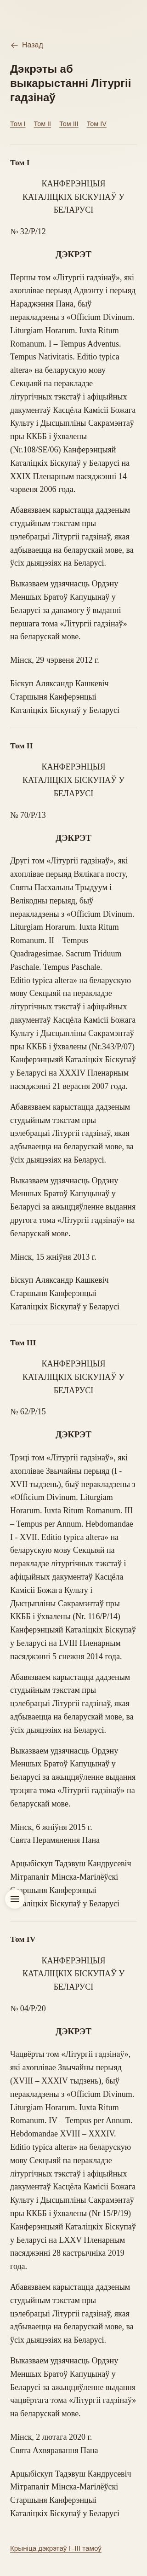 ← Назад
Дэкрэты аб
выкарыстанні Літургіі
гадзінаў
Том I Том II Том III Том IV
Том I
КАНФЕРЭНЦЫЯ
КАТАЛІЦКІХ БІСКУПАЎ У
БЕЛАРУСІ
№ 32/P/12
ДЭКРЭТ
Першы том «Літургіі гадзінаў», які
ахоплівае перыяд Адвэнту і перыяд
Нараджэння Пана, быў
перакладзены з «Officium Divinum.
Liturgiam Horarum. Iuxta Ritum
Romanum. I – Tempus Adventus.
Tempus Nativitatis. Editio typica
altera» на беларускую мову
Секцыяй па перакладзе
літургічных тэкстаў і афіцыйных
дакументаў Касцёла Камісіі Божага
Культу і Дысцыпліны Сакрамэнтаў
пры ККББ і ўхвалены
(Nr.108/SE/06) Канферэнцыяй
Каталіцкіх Біскупаў у Беларусі на
XXIX Пленарным пасяджэнні 14
чэрвеня 2006 года.
Абавязваем карыстацца дадзеным
студыйным тэкстам пры
цэлебрацыі Літургіі гадзінаў, якая
адбываецца на беларускай мове, ва
ўсіх дыяцэзіях на Беларусі.
Выказваем удзячнасць Ордэну
Меншых Братоў Капуцынаў у
Беларусі за дапамогу ў выданні
першага тома «Літургіі гадзінаў»
на беларускай мове.
Мінск, 29 чэрвеня 2012 г.
Біскуп Аляксандр Кашкевіч
Старшыня Канферэнцыі
Каталіцкіх Біскупаў у Беларусі
Том II
КАНФЕРЭНЦЫЯ
КАТАЛІЦКІХ БІСКУПАЎ У
БЕЛАРУСІ
№ 70/P/13
ДЭКРЭТ
Другі том «Літургіі гадзінаў», які
ахоплівае перыяд Вялікага посту,
Святы Пасхальны Трыдуум і
Велікодны перыяд, быў
перакладзены з «Officium Divinum.
Liturgiam Horarum. Iuxta Ritum
Romanum. II – Tempus
Quadragesimae. Sacrum Triduum
Paschale. Tempus Paschale.
Editio typica altera» на беларускую
мову Секцыяй па перакладзе
літургічных тэкстаў і афіцыйных
дакументаў Касцёла Камісіі Божага
Культу і Дысцыпліны Сакрамэнтаў
пры ККББ і ўхвалены (Nr.343/P/07)
Канферэнцыяй Каталіцкіх Біскупаў
у Беларусі на XXXIV Пленарным
пасяджэнні 21 верасня 2007 года.
Абавязваем карыстацца дадзеным
студыйным тэкстам пры
цэлебрацыі Літургіі гадзінаў, якая
адбываецца на беларускай мове, ва
ўсіх дыяцэзіях на Беларусі.
Выказваем удзячнасць Ордэну
Меншых Братоў Капуцынаў у
Беларусі за ажыццяўленне выдання
другога тома «Літургіі гадзінаў» на
беларускай мове.
Мінск, 15 жніўня 2013 г.
Біскуп Аляксандр Кашкевіч
Старшыня Канферэнцыі
Каталіцкіх Біскупаў у Беларусі
Том III
КАНФЕРЭНЦЫЯ
КАТАЛІЦКІХ БІСКУПАЎ У
БЕЛАРУСІ
№ 62/P/15
ДЭКРЭТ
Трэці том «Літургіі гадзінаў», які
ахоплівае Звычайны перыяд (I -
XVII тыдзень), быў перакладзены з
«Officium Divinum. Liturgiam
Horarum. Iuxta Ritum Romanum. III
– Tempus per Annum. Hebdomandae
I - XVII. Editio typica altera» на
беларускую мову Секцыяй па
перакладзе літургічных тэкстаў і
афіцыйных дакументаў Касцёла
Камісіі Божага Культу і
Дысцыпліны Сакрамэнтаў пры
ККББ і ўхвалены (Nr. 116/P/14)
Канферэнцыяй Каталіцкіх Біскупаў
у Беларусі на LVIII Пленарным
пасяджэнні 5 снежня 2014 года.
Абавязваем карыстацца дадзеным
студыйным тэкстам пры
цэлебрацыі Літургіі гадзінаў, якая
адбываецца на беларускай мове, ва
ўсіх дыяцэзіях на Беларусі.
Выказваем удзячнасць Ордэну
Меншых Братоў Капуцынаў у
Беларусі за ажыццяўленне выдання
трэцяга тома «Літургіі гадзінаў» на
беларускай мове.
Мінск, 6 жніўня 2015 г.
Свята Перамянення Пана
Арцыбіскуп Тадэвуш Кандрусевіч
Мітрапаліт Мінска-Магілёўскі
Старшыня Канферэнцыі
Каталіцкіх Біскупаў у Беларусі
Том IV
КАНФЕРЭНЦЫЯ
КАТАЛІЦКІХ БІСКУПАЎ У
БЕЛАРУСІ
№ 04/P/20
ДЭКРЭТ
Чацвёрты том «Літургіі гадзінаў»,
які ахоплівае Звычайны перыяд
(XVIII – XXXIV тыдзень), быў
перакладзены з «Officium Divinum.
Liturgiam Horarum. Iuxta Ritum
Romanum. IV – Tempus per Annum.
Hebdomandae XVIII – XXXIV.
Editio typica altera» на беларускую
мову Секцыяй па перакладзе
літургічных тэкстаў і афіцыйных
дакументаў Касцёла Камісіі Божага
Культу і Дысцыпліны Сакрамэнтаў
пры ККББ і ўхвалены (Nr 15/P/19)
Канферэнцыяй Каталіцкіх Біскупаў
у Беларусі на LXXV Пленарным
пасяджэнні 28 кастрычніка 2019
года.
Абавязваем карыстацца дадзеным
студыйным тэкстам пры
цэлебрацыі Літургіі гадзінаў, якая
адбываецца на беларускай мове, ва
ўсіх дыяцэзіях на Беларусі.
Выказваем удзячнасць Ордэну
Меншых Братоў Капуцынаў у
Беларусі за ажыццяўленне выдання
чацвёртага тома «Літургіі гадзінаў»
на беларускай мове.
Мінск, 2 лютага 2020 г.
Свята Ахвяравання Пана
Арцыбіскуп Тадэвуш Кандрусевіч
Мітрапаліт Мінска-Магілёўскі
Старшыня Канферэнцыі
Каталіцкіх Біскупаў у Беларусі
Крыніца дэкрэтаў I–III тамоў